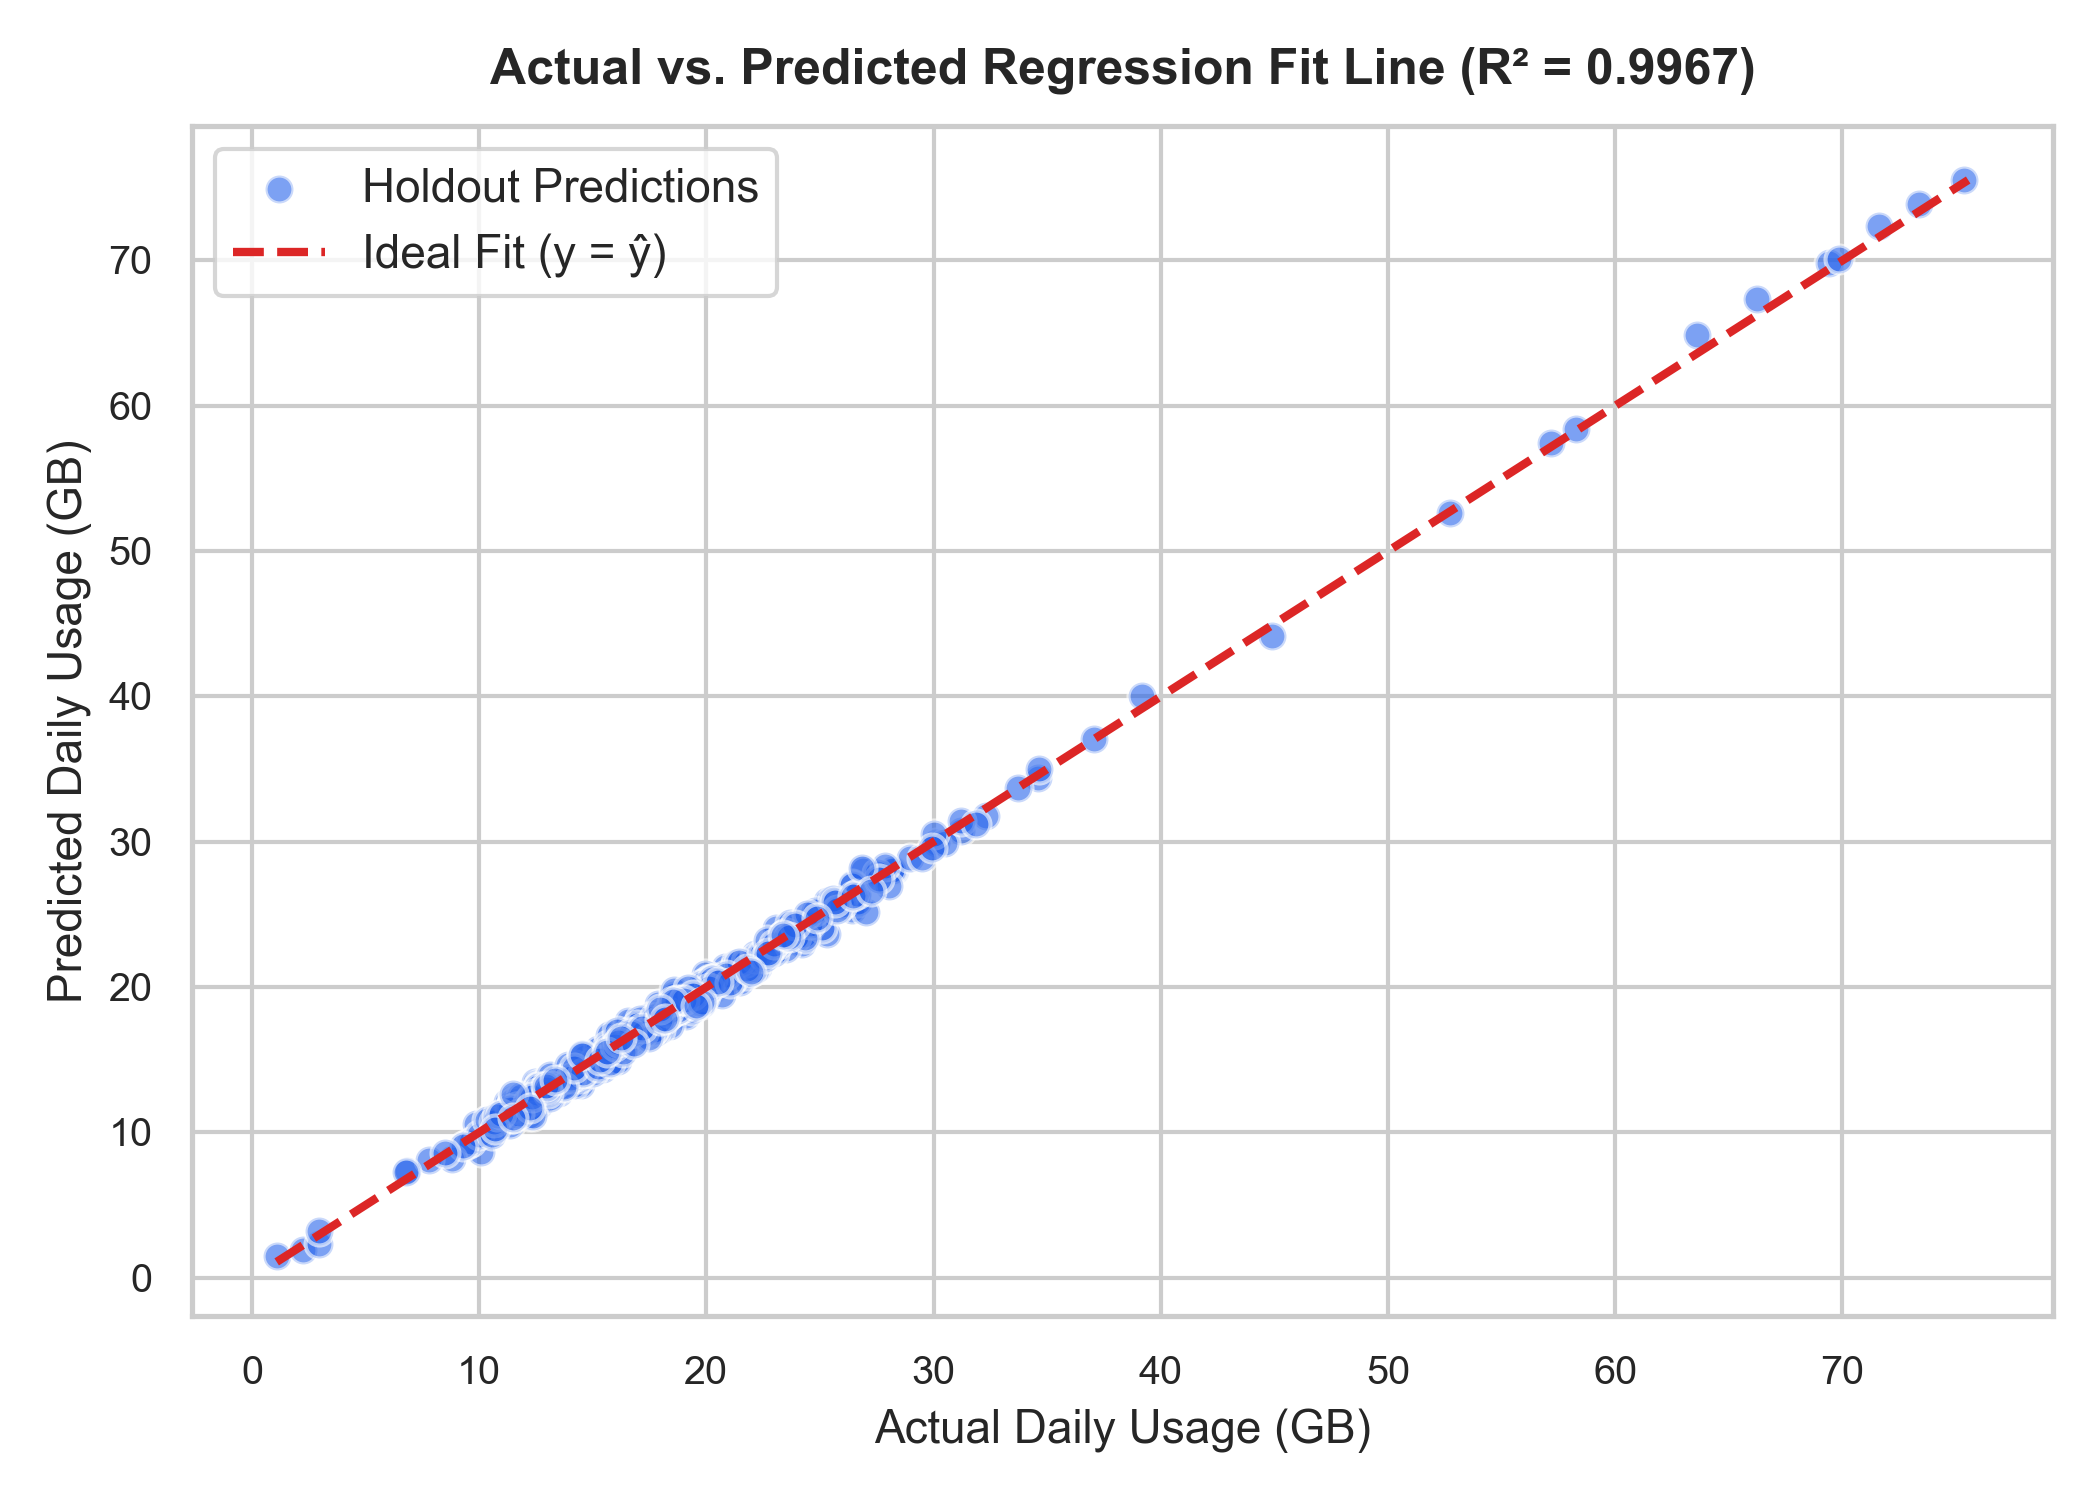 Actual vs. Predicted Regression Fit Line (R² = 0.9967)
Holdout Predictions
Ideal Fit (y = ŷ)
Predicted Daily Usage (GB)
70
60
50
40
30
20
10
0
0 10 20 30 40 50 60 70
Actual Daily Usage (GB)